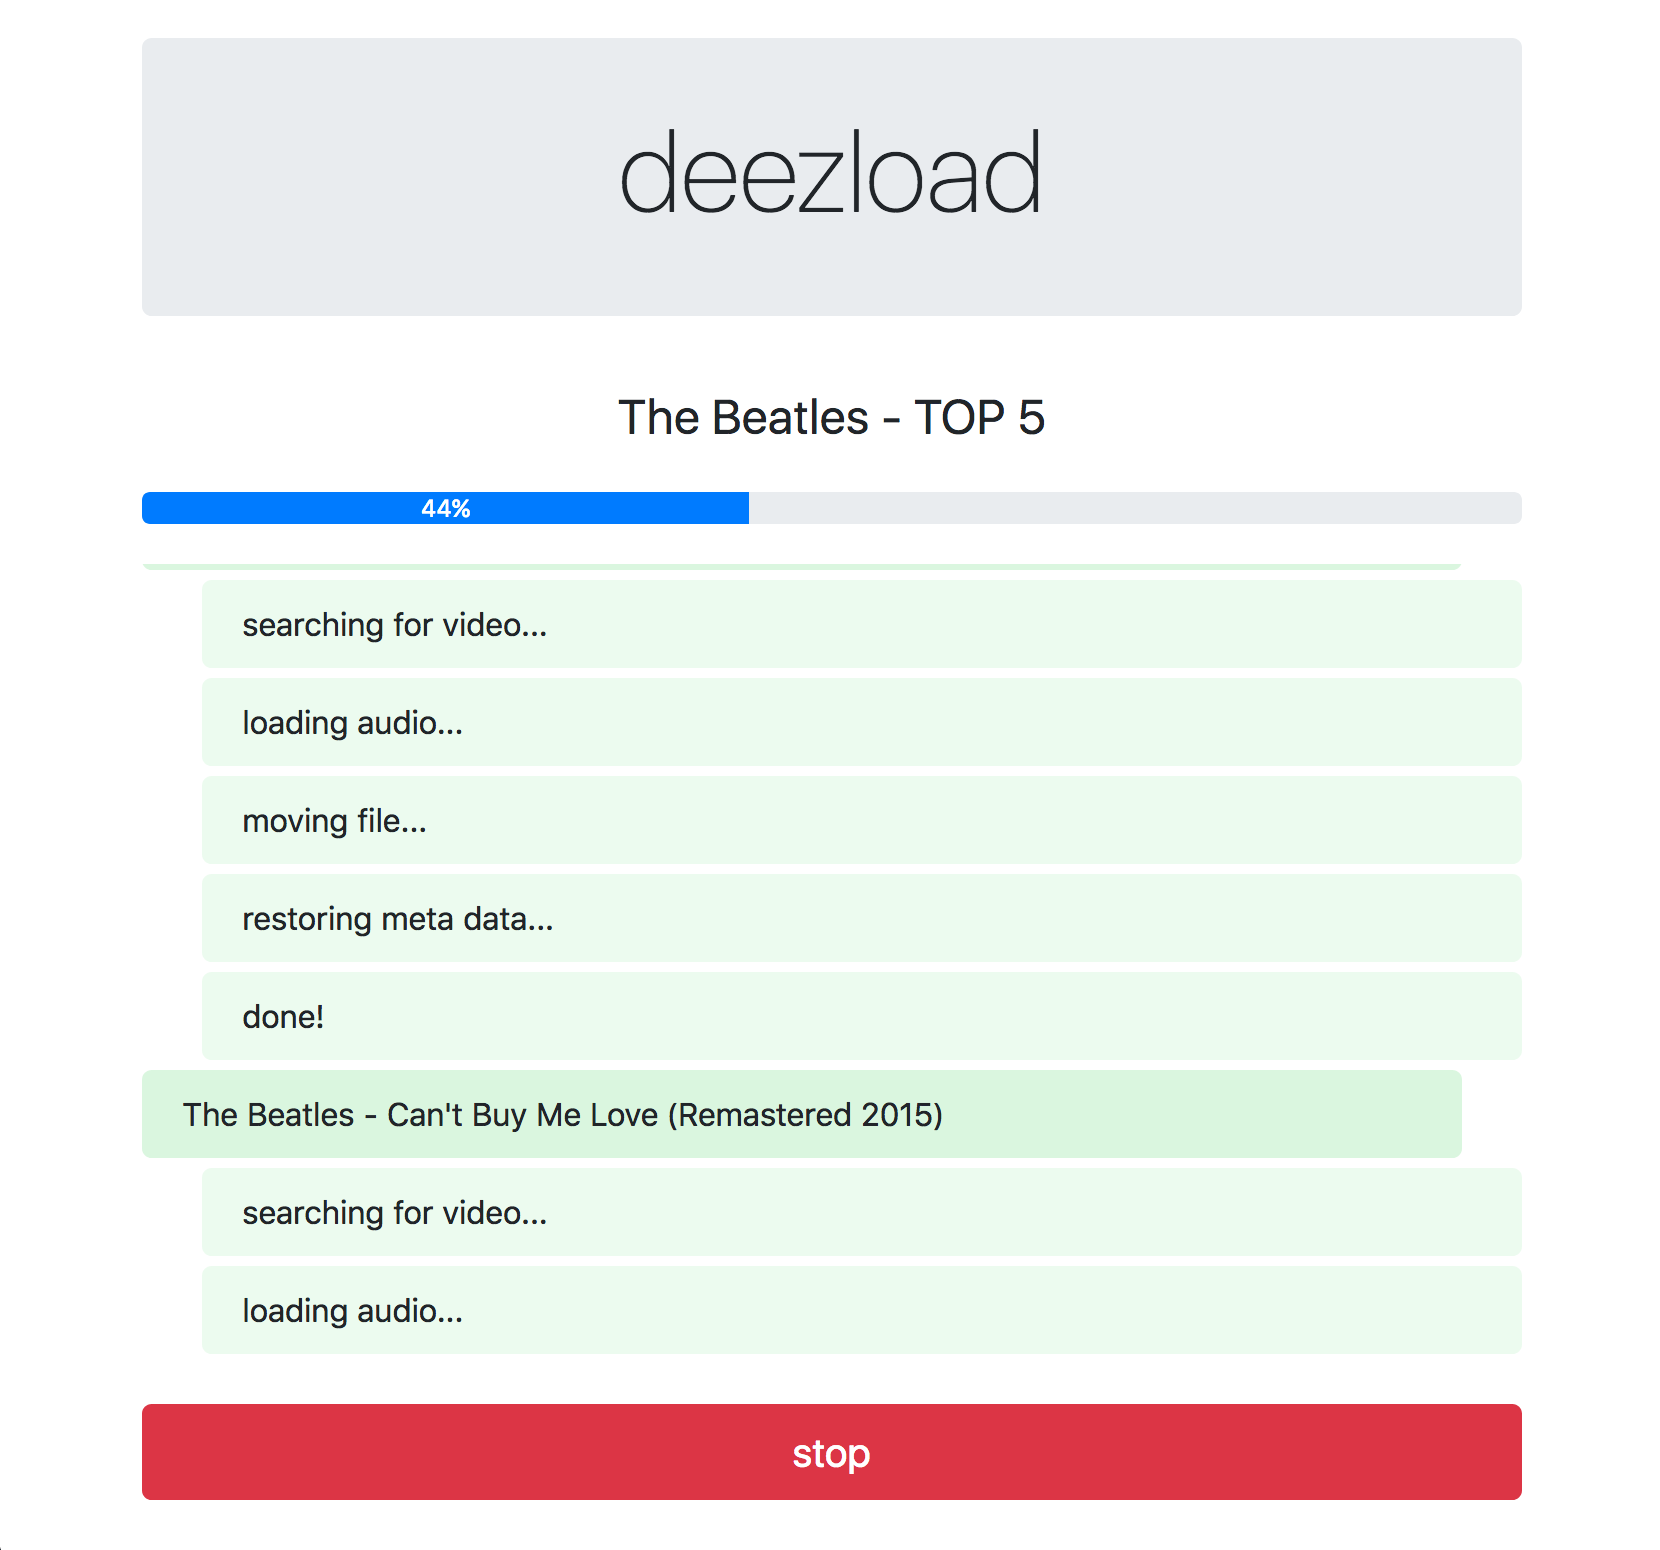 deezload
The Beatles - TOP 5
44%
searching for video...
loading audio...
moving file...
restoring meta data...
done!
The Beatles - Can't Buy Me Love (Remastered 2015)
searching for video...
loading audio...
stop